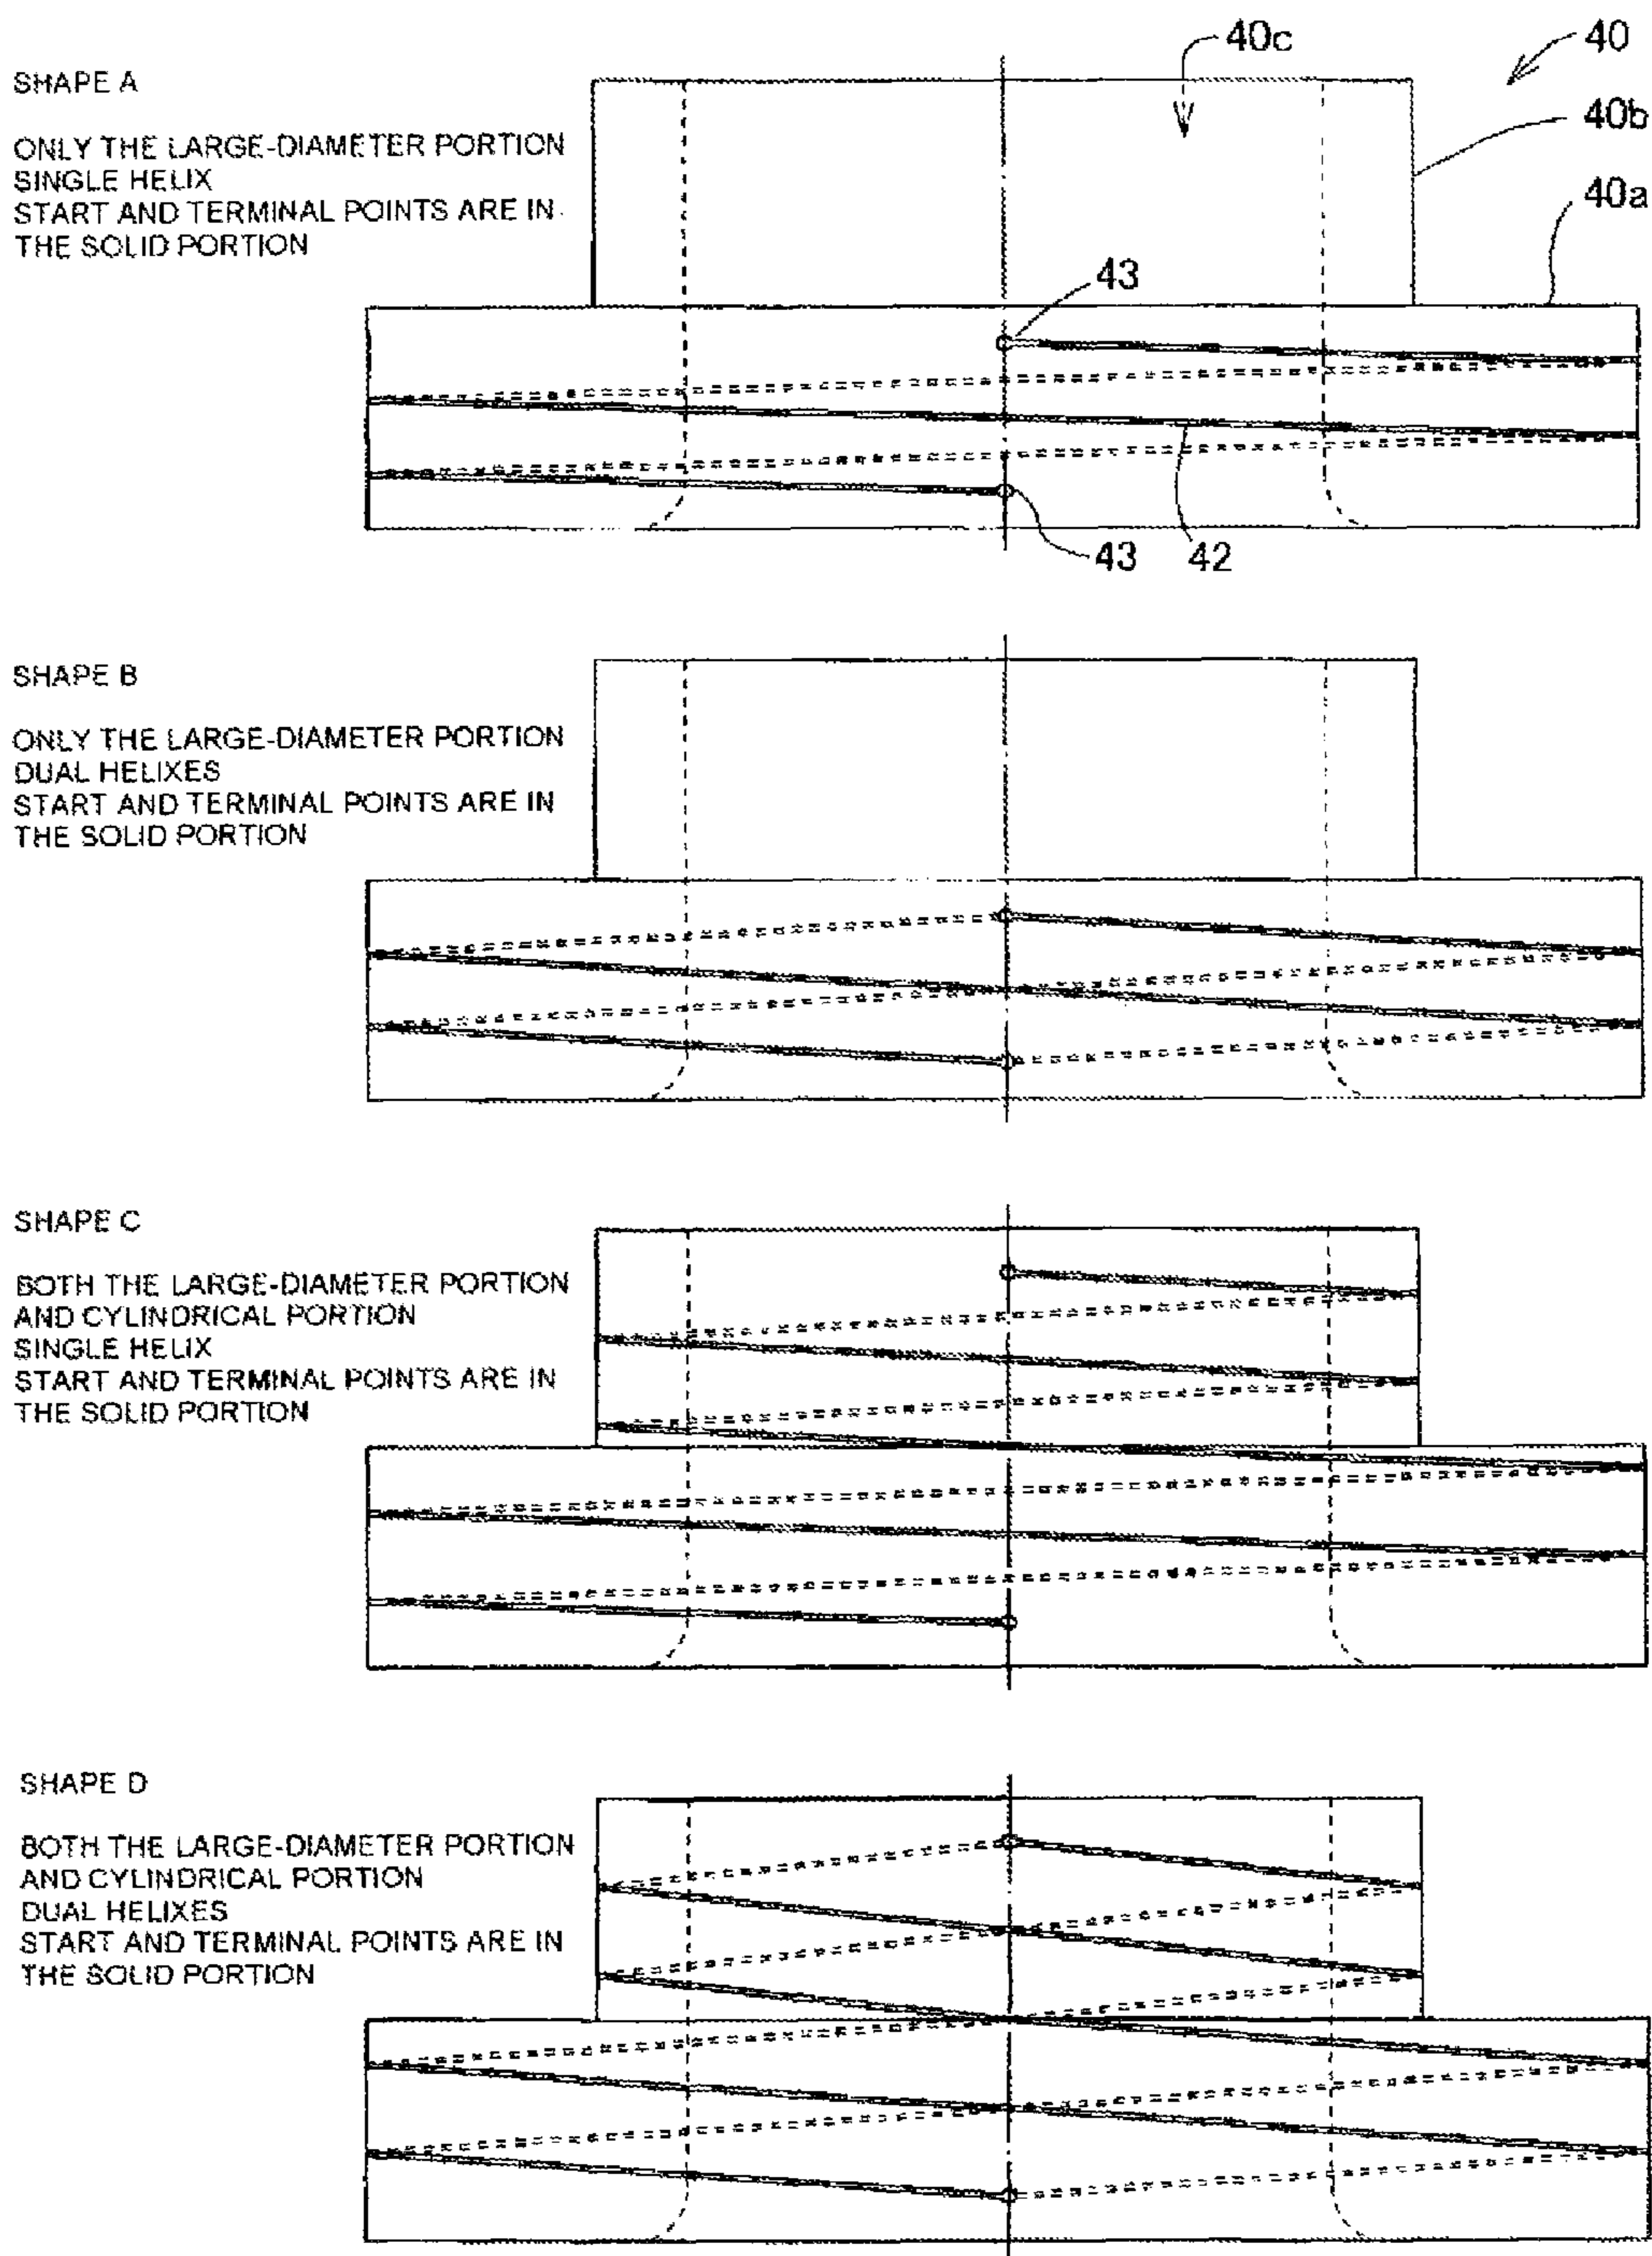 40c
40
SHAPE A
40b
ONLY THE LARGE-DIAMETER PORTION
SINGLE HELIX
START AND TERMINAL POINTS ARE IN
THE SOLID PORTION
40a
43
43
42
SHAPE B
ONLY THE LARGE-DIAMETER PORTION
DUAL HELIXES
START AND TERMINAL POINTS ARE IN
THE SOLID PORTION
SHAPE C
BOTH THE LARGE-DIAMETER PORTION
AND CYLINDRICAL PORTION
SINGLE HELIX
START AND TERMINAL POINTS ARE IN
THE SOLID PORTION
SHAPE D
BOTH THE LARGE-DIAMETER PORTION
AND CYLINDRICAL PORTION
DUAL HELIXES
START AND TERMINAL POINTS ARE IN
THE SOLID PORTION